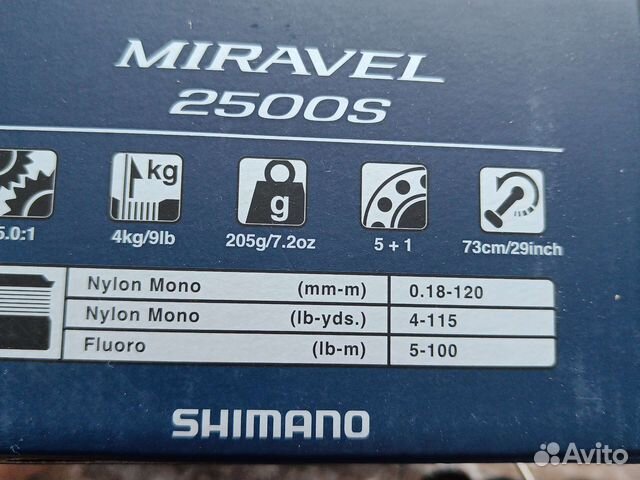 MIRAVEL
2500S
kg g
5.0:1 4kg/9lb 205g/7.2oz 5 + 1 73cm/29inch
Nylon Mono (mm-m) 0.18-120
Nylon Mono (lb-yds.) 4-115
Fluoro (lb-m) 5-100
SHIMANO
Avito